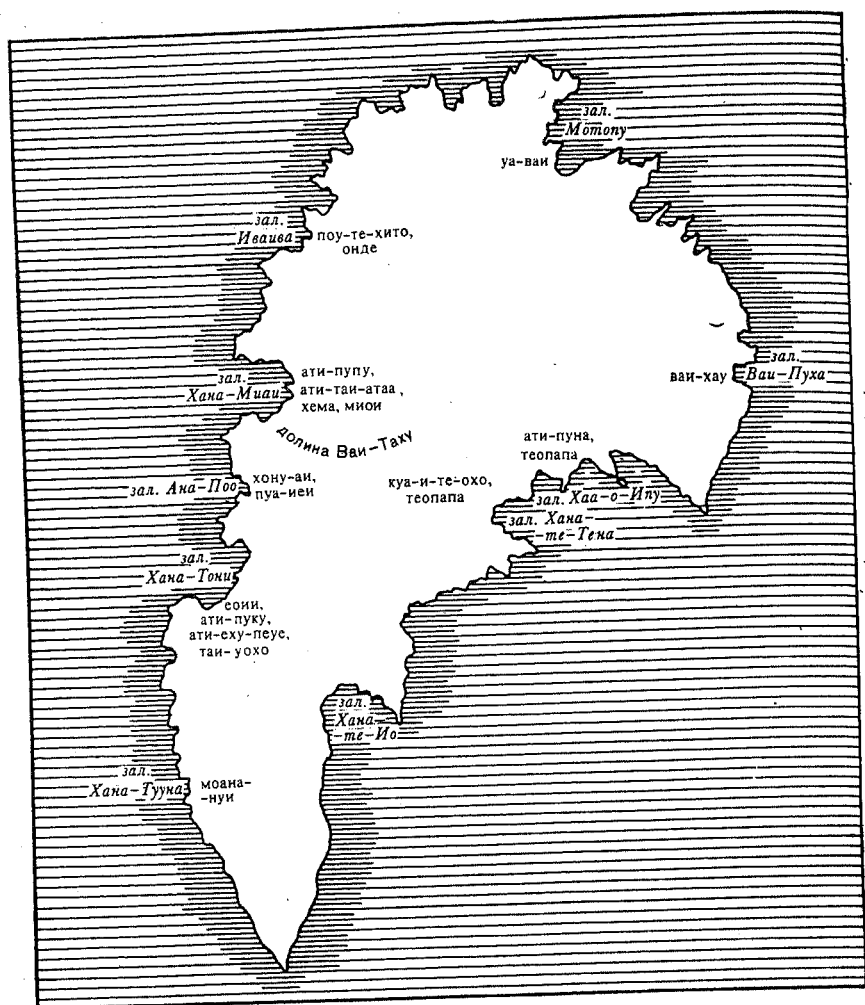 зал.
Мотопу
уа-ваи
зал.
Иваива
поу-те-хито,
онде
зал.
Ваи-Пуха
ваи-хау
зал.
Хана-Миаи
ати-пупу,
ати-таи-атаа,
хема, миои
долина Ваи-Таху
ати-пуна,
теопапа
зал. Ана-Поо
хону-аи,
пуа-иеи
куа-и-те-охо,
теопапа
зал. Хаа-о-Ипу
зал. Хана-
-те-Тена
зал.
Хана-Тони
еоии,
ати-пуку,
ати-еху-пеуе,
таи-уохо
зал.
Хана-
-те-Ио
зал.
Хана-Тууна
моана-
-нуи